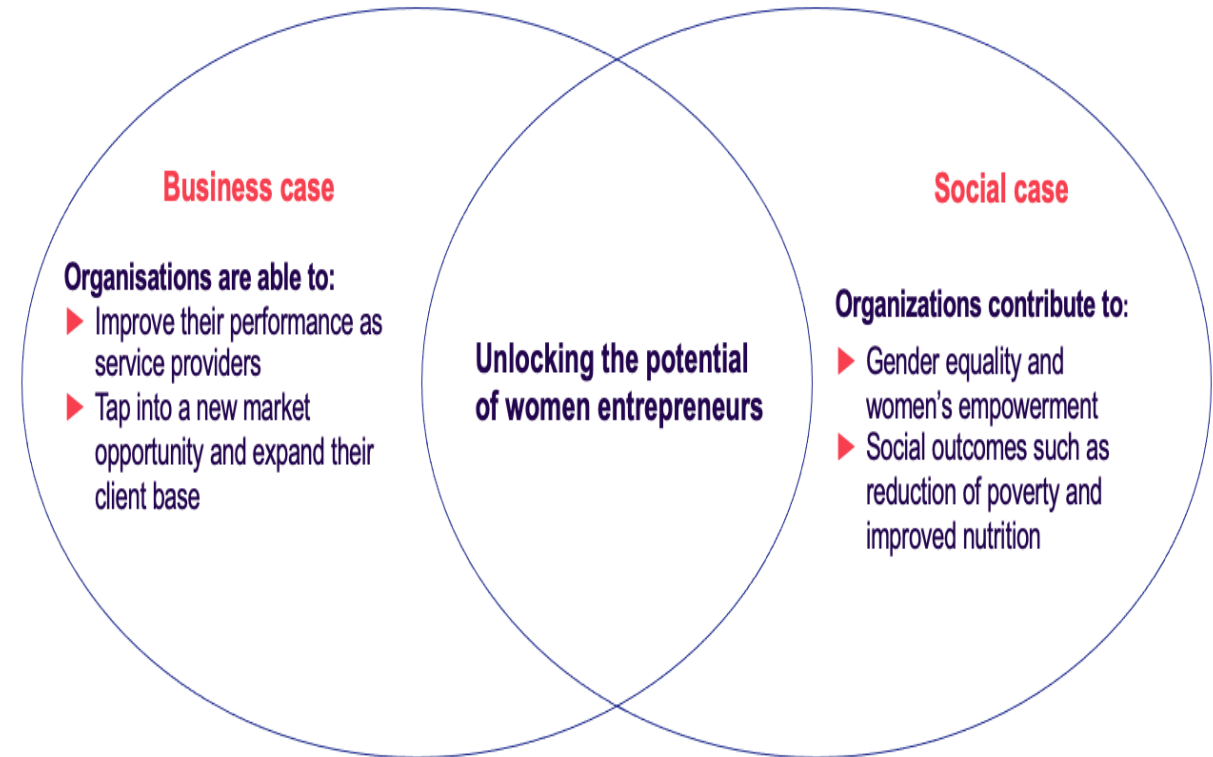 Business case
Organisations are able to:
Improve their performance as
service providers
Tap into a new market
opportunity and expand their
client base
Unlocking the potential
of women entrepreneurs
Social case
Organizations contribute to:
Gender equality and
women’s empowerment
Social outcomes such as
reduction of poverty and
improved nutrition